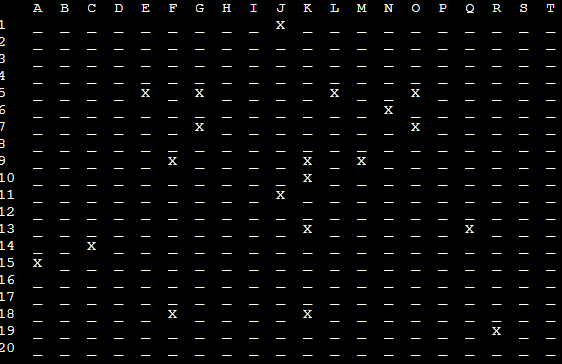 A B C D E F G H I J K L M N O P Q R S T
1 _ _ _ _ _ _ _ _ _ X _ _ _ _ _ _ _ _ _ _
2 _ _ _ _ _ _ _ _ _ _ _ _ _ _ _ _ _ _ _ _
3 _ _ _ _ _ _ _ _ _ _ _ _ _ _ _ _ _ _ _ _
4 _ _ _ _ _ _ _ _ _ _ _ _ _ _ _ _ _ _ _ _
5 _ _ _ _ X _ X _ _ _ _ X _ _ X _ _ _ _ _
6 _ _ _ _ _ _ _ _ _ _ _ _ _ X _ _ _ _ _ _
7 _ _ _ _ _ _ X _ _ _ _ _ _ _ X _ _ _ _ _
8 _ _ _ _ _ _ _ _ _ _ _ _ _ _ _ _ _ _ _ _
9 _ _ _ _ _ X _ _ _ _ X _ X _ _ _ _ _ _ _
10 _ _ _ _ _ _ _ _ _ _ X _ _ _ _ _ _ _ _ _
11 _ _ _ _ _ _ _ _ _ X _ _ _ _ _ _ _ _ _ _
12 _ _ _ _ _ _ _ _ _ _ _ _ _ _ _ _ _ _ _ _
13 _ _ _ _ _ _ _ _ _ _ X _ _ _ _ _ X _ _ _
14 _ _ X _ _ _ _ _ _ _ _ _ _ _ _ _ _ _ _ _
15 X _ _ _ _ _ _ _ _ _ _ _ _ _ _ _ _ _ _ _
16 _ _ _ _ _ _ _ _ _ _ _ _ _ _ _ _ _ _ _ _
17 _ _ _ _ _ _ _ _ _ _ _ _ _ _ _ _ _ _ _ _
18 _ _ _ _ _ X _ _ _ _ X _ _ _ _ _ _ _ _ _
19 _ _ _ _ _ _ _ _ _ _ _ _ _ _ _ _ _ X _ _
20 _ _ _ _ _ _ _ _ _ _ _ _ _ _ _ _ _ _ _ _